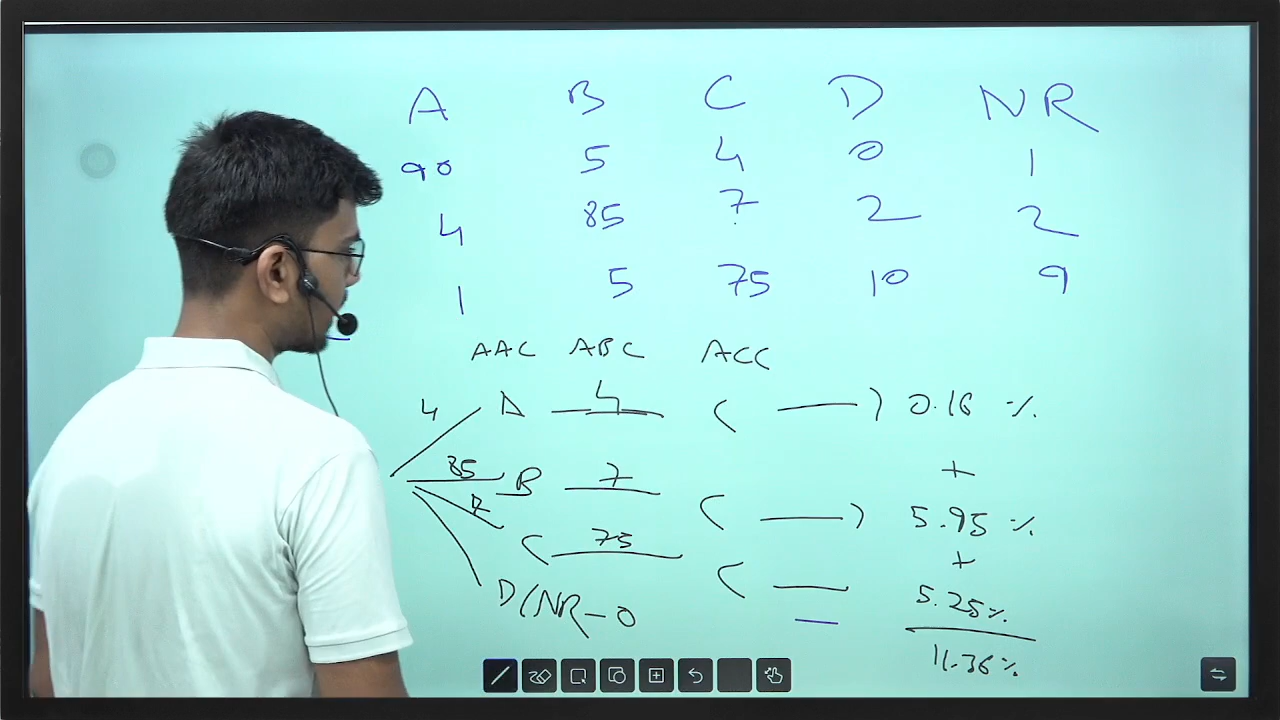 A B C D NR
90 5 4 0 1
4 85 7 2 2
1 5 75 10 9
AAC ABC ACC
4 A 4 C 0.16 %
+
85 B 7 C 5.95 %
7 +
C 75 C 5.25%
D/NR-0
11.36%